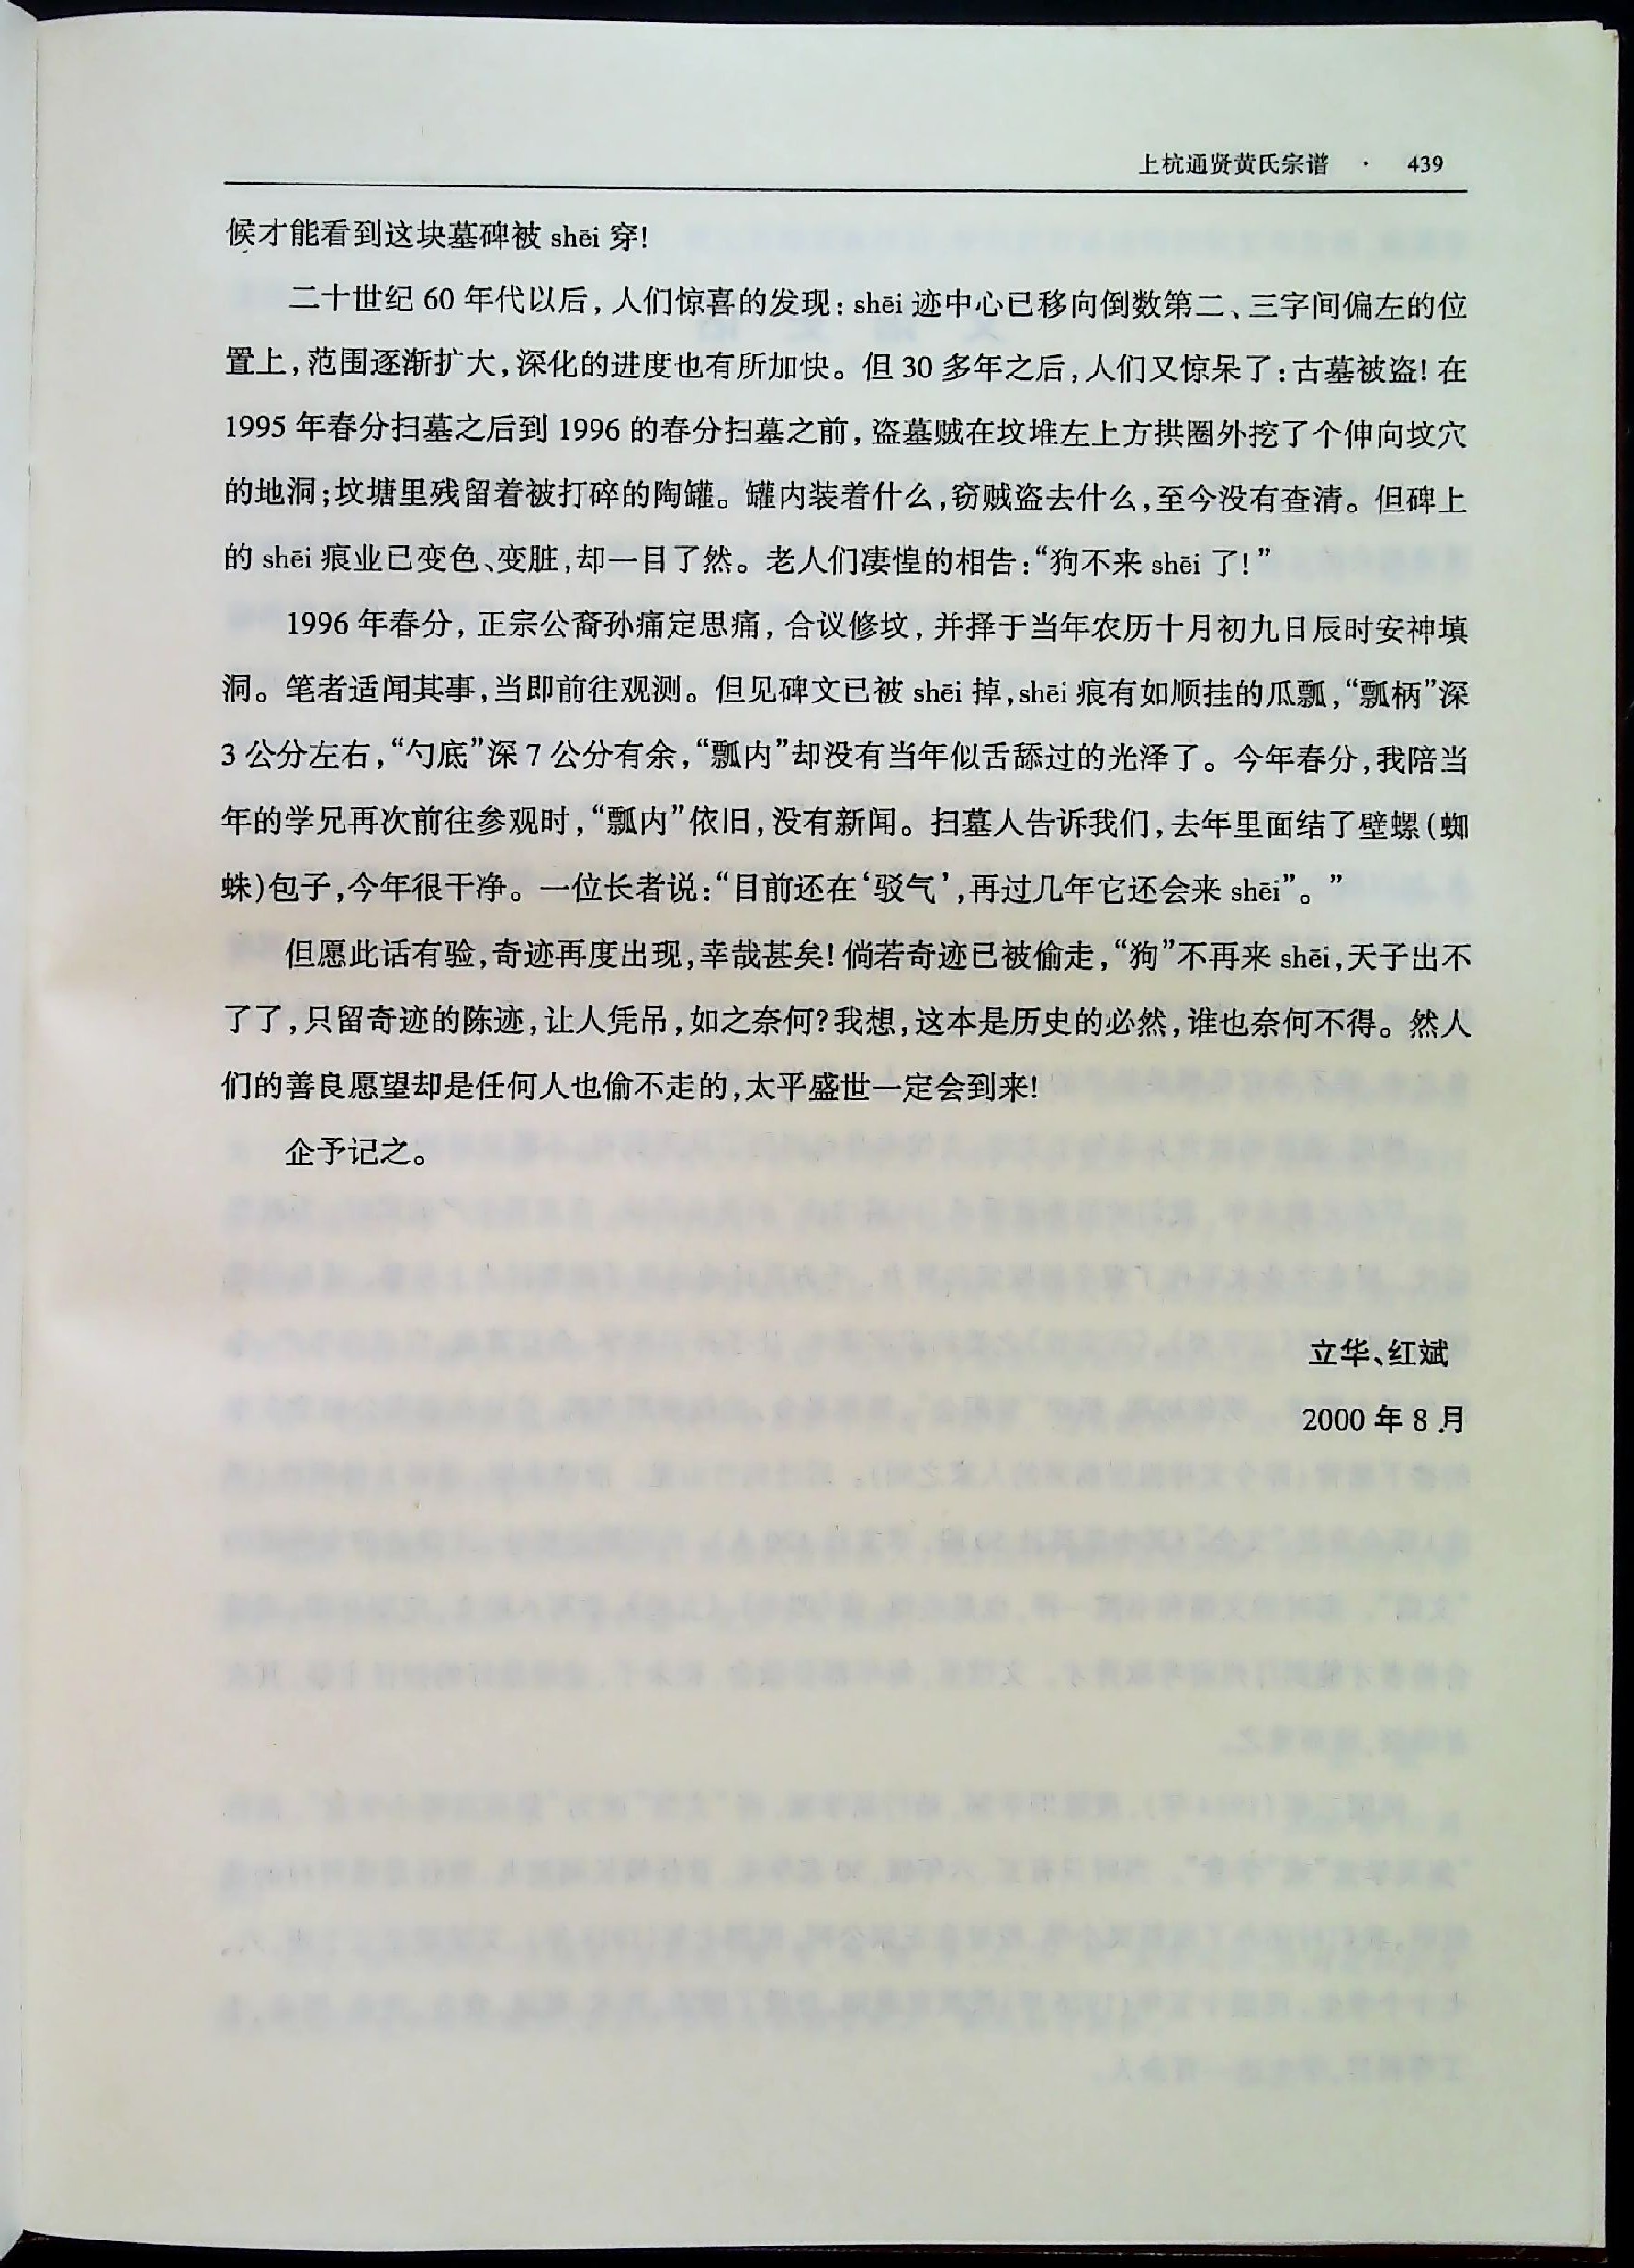 上杭通贤黄氏宗谱 · 439
候才能看到这块墓碑被 shēi 穿!
二十世纪 60 年代以后,人们惊喜的发现:shēi 迹中心已移向倒数第二、三字间偏左的位
置上,范围逐渐扩大,深化的进度也有所加快。但 30 多年之后,人们又惊呆了:古墓被盗!在
1995 年春分扫墓之后到 1996 的春分扫墓之前,盗墓贼在坟堆左上方拱圈外挖了个伸向坟穴
的地洞;坟塘里残留着被打碎的陶罐。罐内装着什么,窃贼盗去什么,至今没有查清。但碑上
的 shēi 痕业已变色、变脏,却一目了然。老人们凄惶的相告:“狗不来 shēi 了!”
1996 年春分,正宗公裔孙痛定思痛,合议修坟,并择于当年农历十月初九日辰时安神填
洞。笔者适闻其事,当即前往观测。但见碑文已被 shēi 掉,shēi 痕有如顺挂的瓜瓢,“瓢柄”深
3 公分左右,“勺底”深 7 公分有余,“瓢内”却没有当年似舌舔过的光泽了。今年春分,我陪当
年的学兄再次前往参观时,“瓢内”依旧,没有新闻。扫墓人告诉我们,去年里面结了壁螺(蜘
蛛)包子,今年很干净。一位长者说:“目前还在‘驳气’,再过几年它还会来 shēi”。”
但愿此话有验,奇迹再度出现,幸哉甚矣!倘若奇迹已被偷走,“狗”不再来 shēi,天子出不
了了,只留奇迹的陈迹,让人凭吊,如之奈何?我想,这本是历史的必然,谁也奈何不得。然人
们的善良愿望却是任何人也偷不走的,太平盛世一定会到来!
企予记之。
立华、红斌
2000 年 8 月